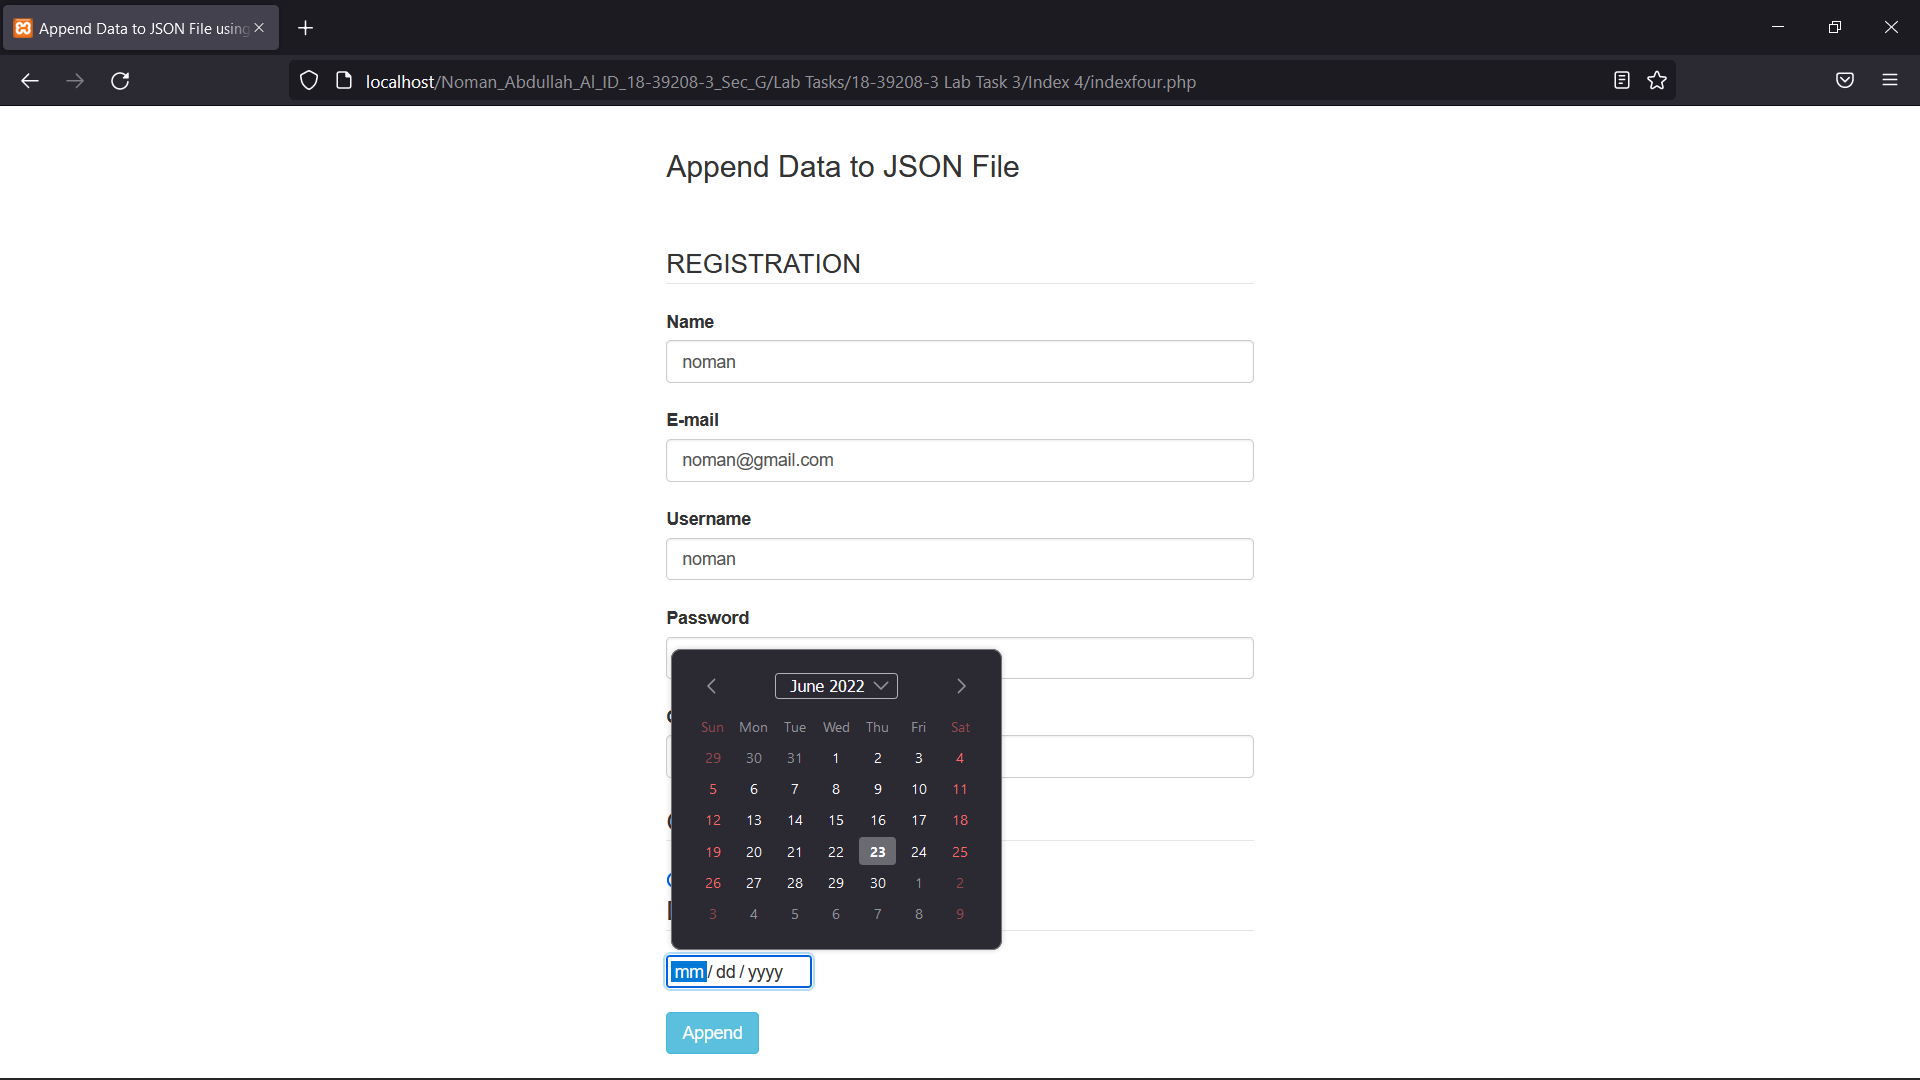 Append Data to JSON File using
localhost/Noman_Abdullah_Al_ID_18-39208-3_Sec_G/Lab Tasks/18-39208-3 Lab Task 3/Index 4/indexfour.php
Append Data to JSON File
REGISTRATION
Name
noman
E-mail
noman@gmail.com
Username
noman
Password
June 2022
Sun Mon Tue Wed Thu Fri Sat
29 30 31 1 2 3 4
5 6 7 8 9 10 11
12 13 14 15 16 17 18
19 20 21 22 23 24 25
26 27 28 29 30 1 2
3 4 5 6 7 8 9
mm / dd / yyyy
Append